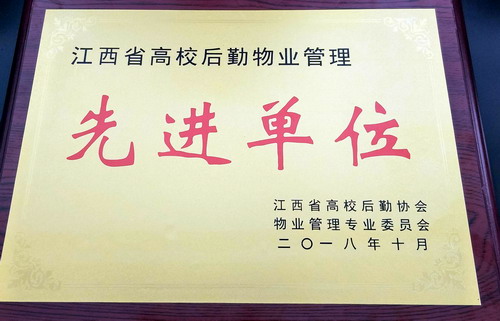 江西省高校后勤物业管理
先进单位
江西省高校后勤协会
物业管理专业委员会
二〇一八年十月